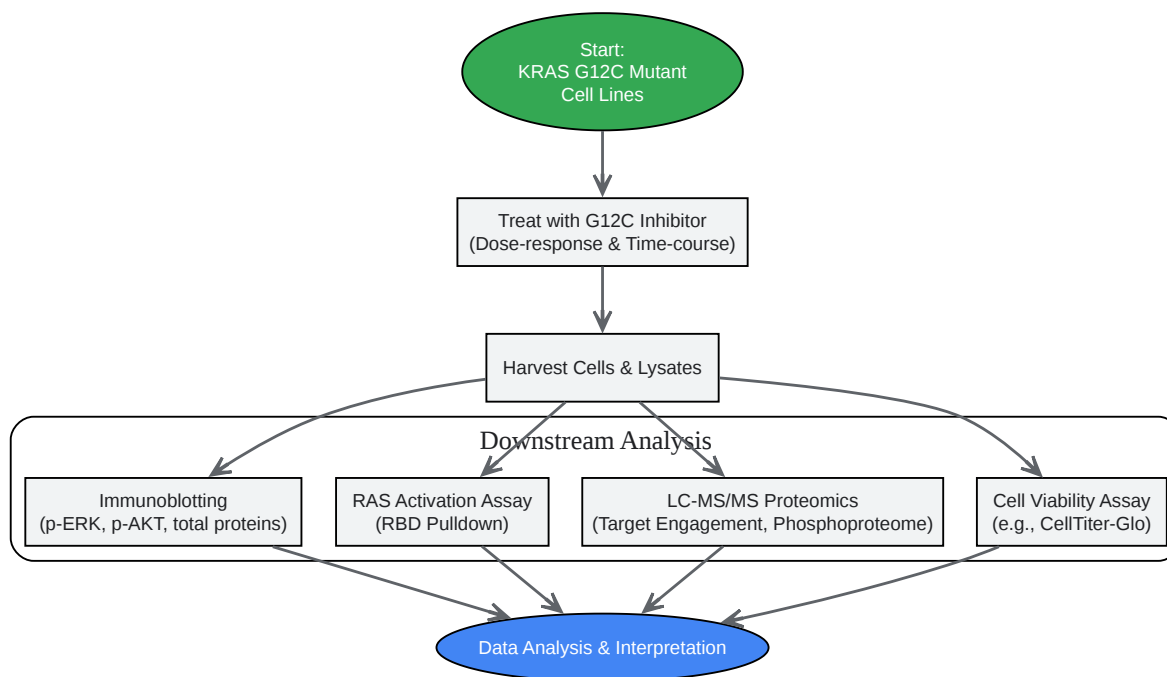 Start:
KRAS G12C Mutant
Cell Lines
Treat with G12C Inhibitor
(Dose-response & Time-course)
Harvest Cells & Lysates
Downstream Analysis
Immunoblotting
(p-ERK, p-AKT, total proteins)
RAS Activation Assay
(RBD Pulldown)
LC-MS/MS Proteomics
(Target Engagement, Phosphoproteome)
Cell Viability Assay
(e.g., CellTiter-Glo)
Data Analysis & Interpretation